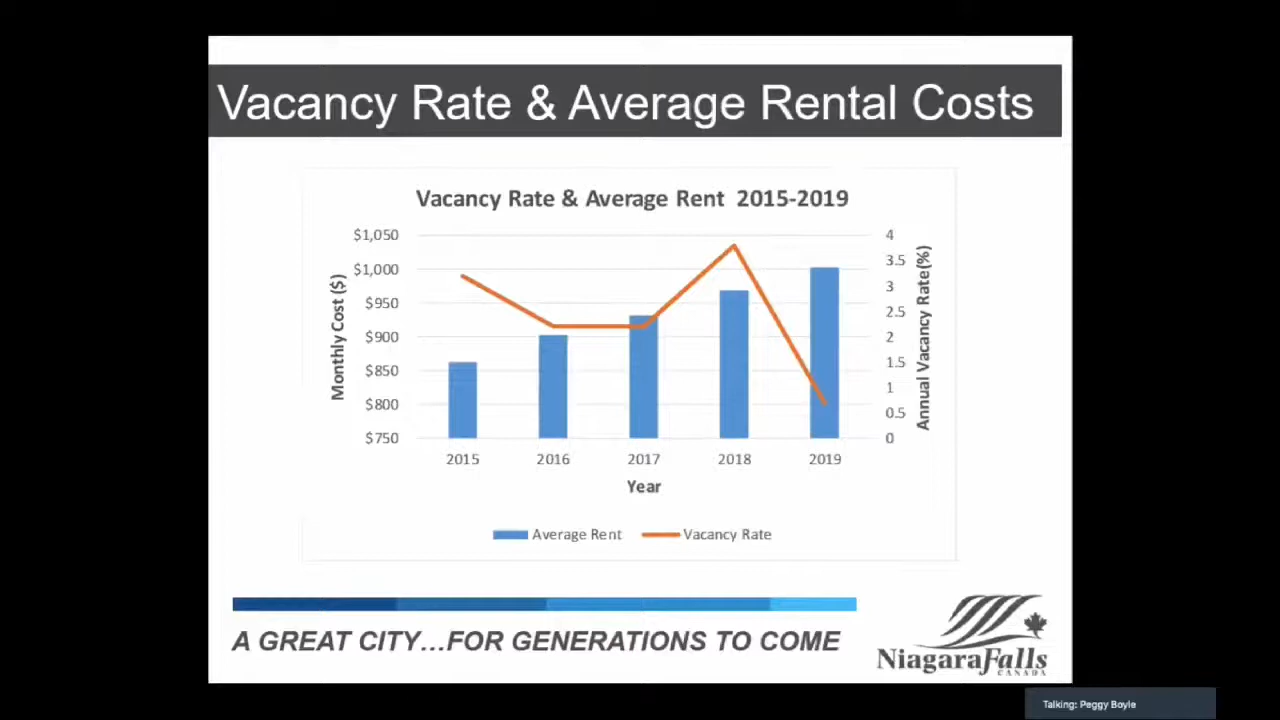 Vacancy Rate & Average Rental Costs
Vacancy Rate & Average Rent 2015-2019
$1,050
$1,000
$950
$900
$850
$800
$750
Monthly Cost ($)
4
3.5
3
2.5
2
1.5
1
0.5
0
Annual Vacancy Rate(%)
2015 2016 2017 2018 2019
Year
Average Rent Vacancy Rate
A GREAT CITY...FOR GENERATIONS TO COME
NiagaraFalls
CANADA
Talking: Peggy Boyle